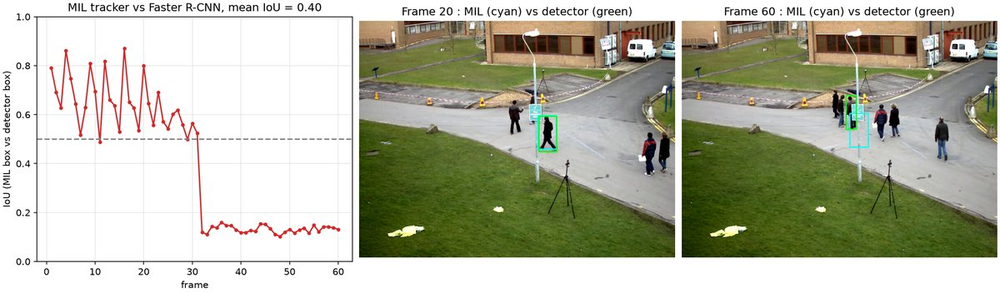 MIL tracker vs Faster R-CNN, mean IoU = 0.40
IoU (MIL box vs detector box)
1.0
0.8
0.6
0.4
0.2
0.0
0
10
20
30
40
50
60
frame
Frame 20 : MIL (cyan) vs detector (green)
Frame 60 : MIL (cyan) vs detector (green)